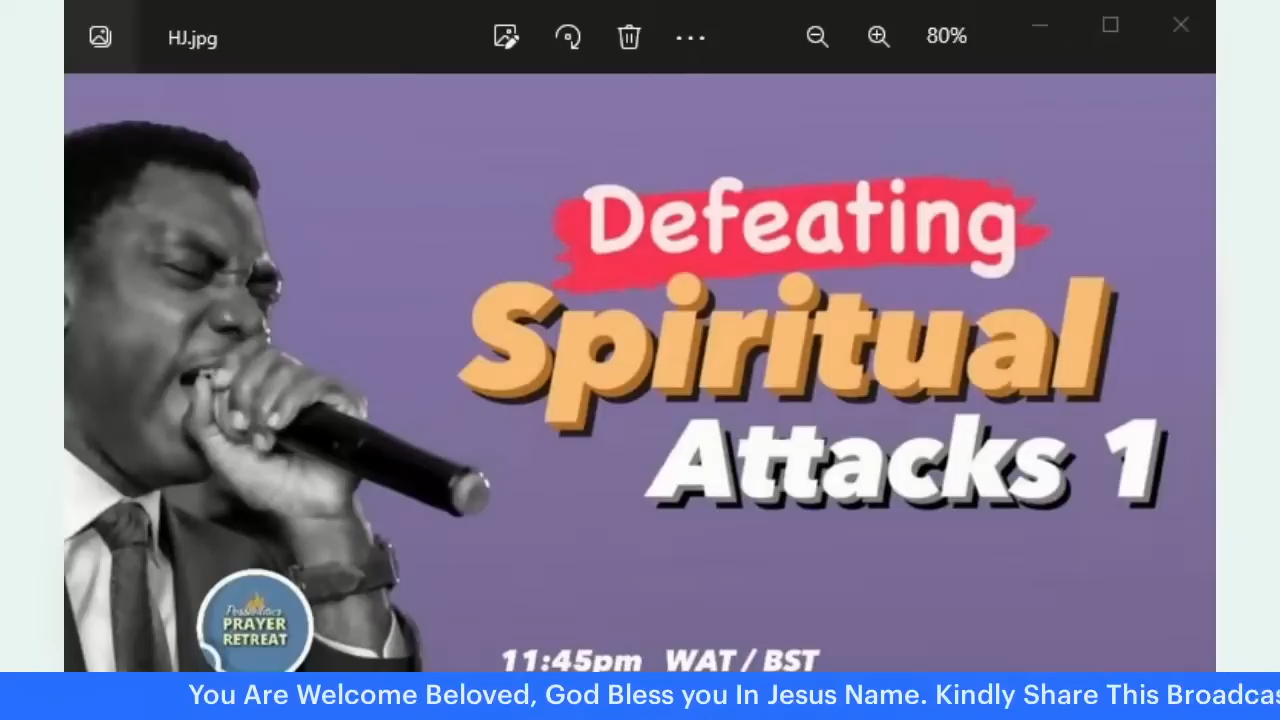 HJ.jpg
80%
Defeating
Spiritual
Attacks 1
Possibilities
PRAYER
RETREAT
11:45pm WAT / BST
You Are Welcome Beloved, God Bless you In Jesus Name. Kindly Share This Broadcas